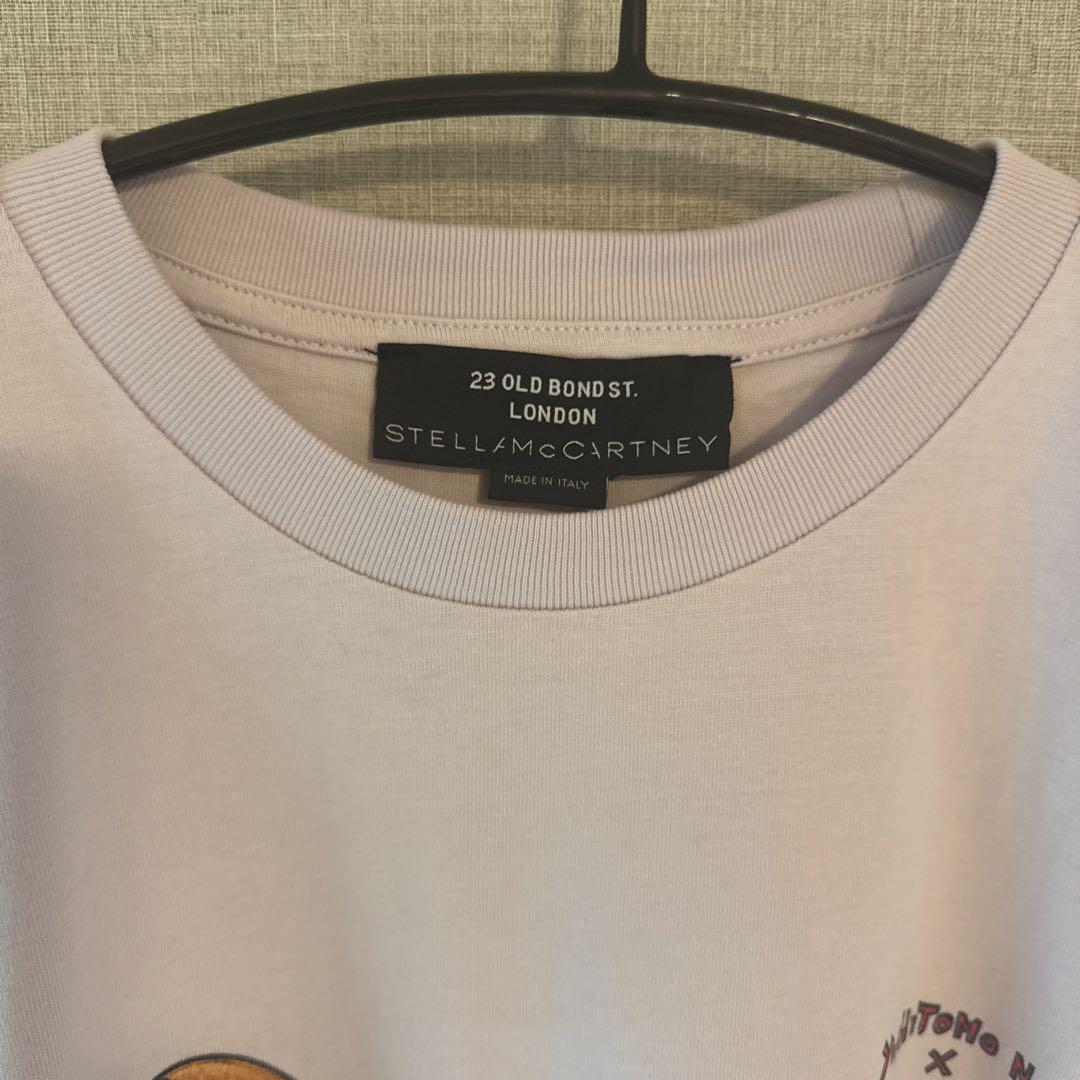 23 OLD BOND ST.
LONDON
STELLA McCARTNEY
MADE IN ITALY
X